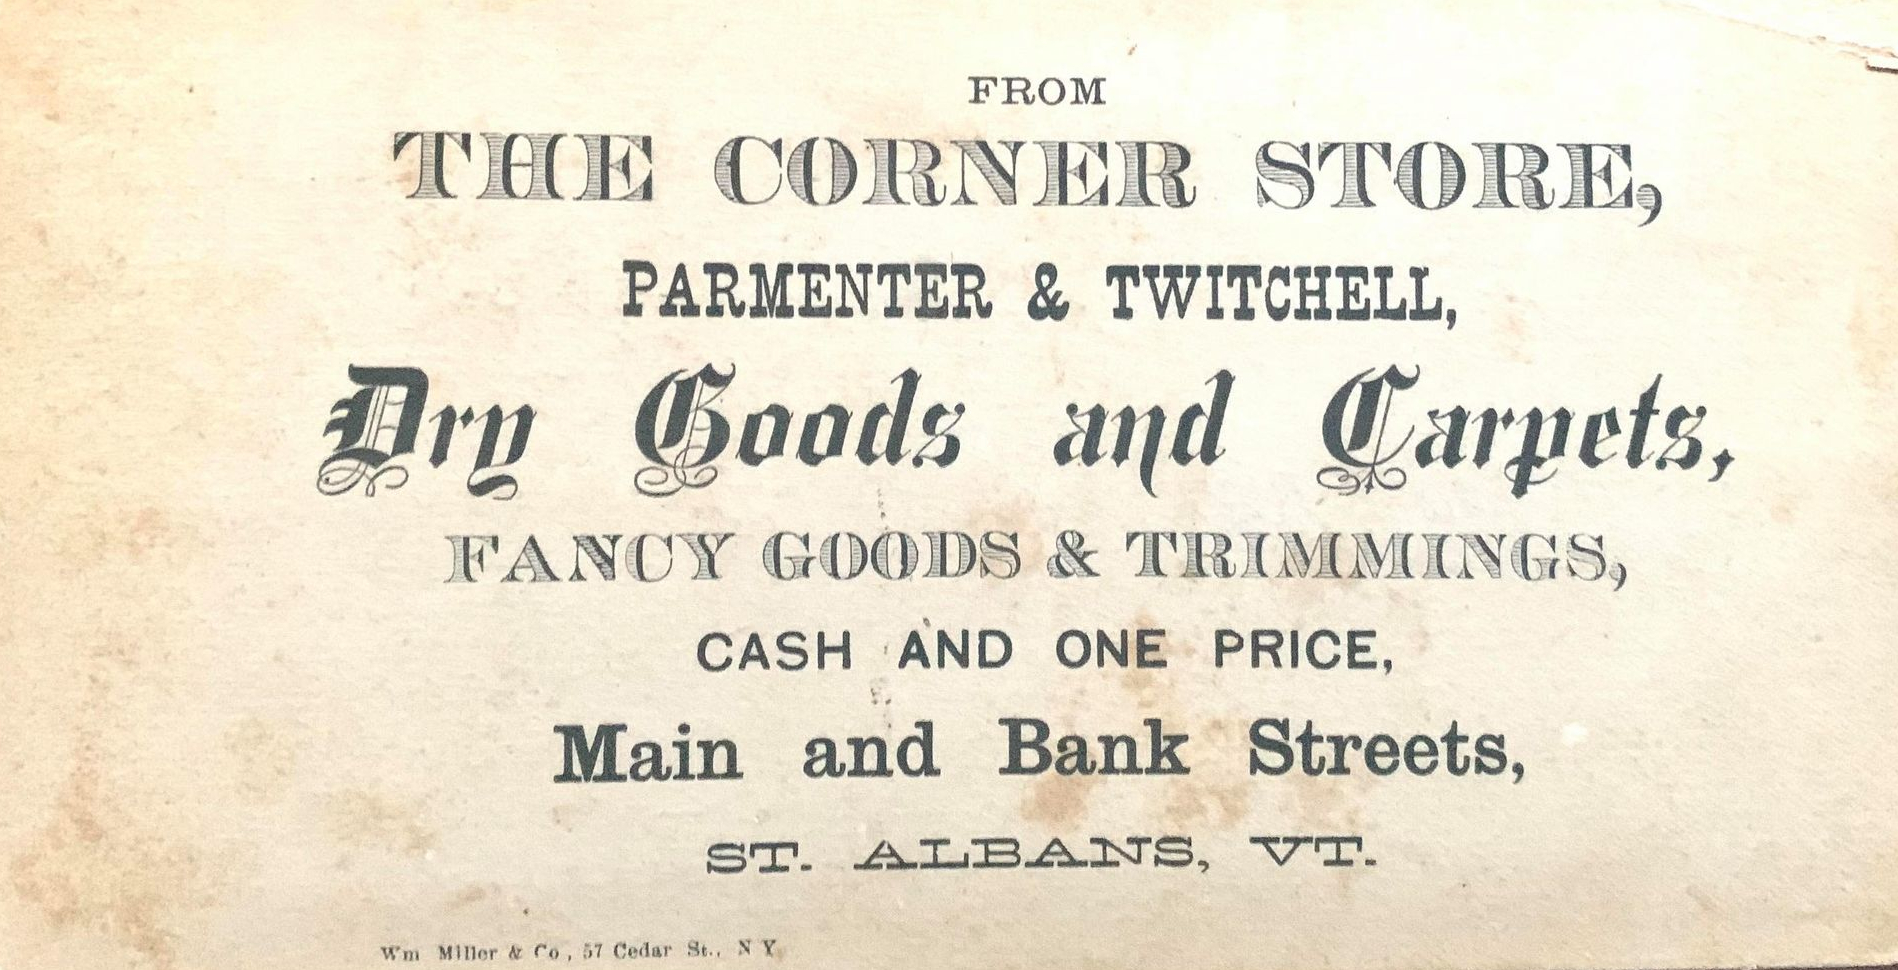 FROM
THE CORNER STORE,
PARMENTER & TWITCHELL,
Dry Goods and Carpets,
FANCY GOODS & TRIMMINGS,
CASH AND ONE PRICE,
Main and Bank Streets,
ST. ALBANS, VT.
Wm Miller & Co, 57 Cedar St., N Y